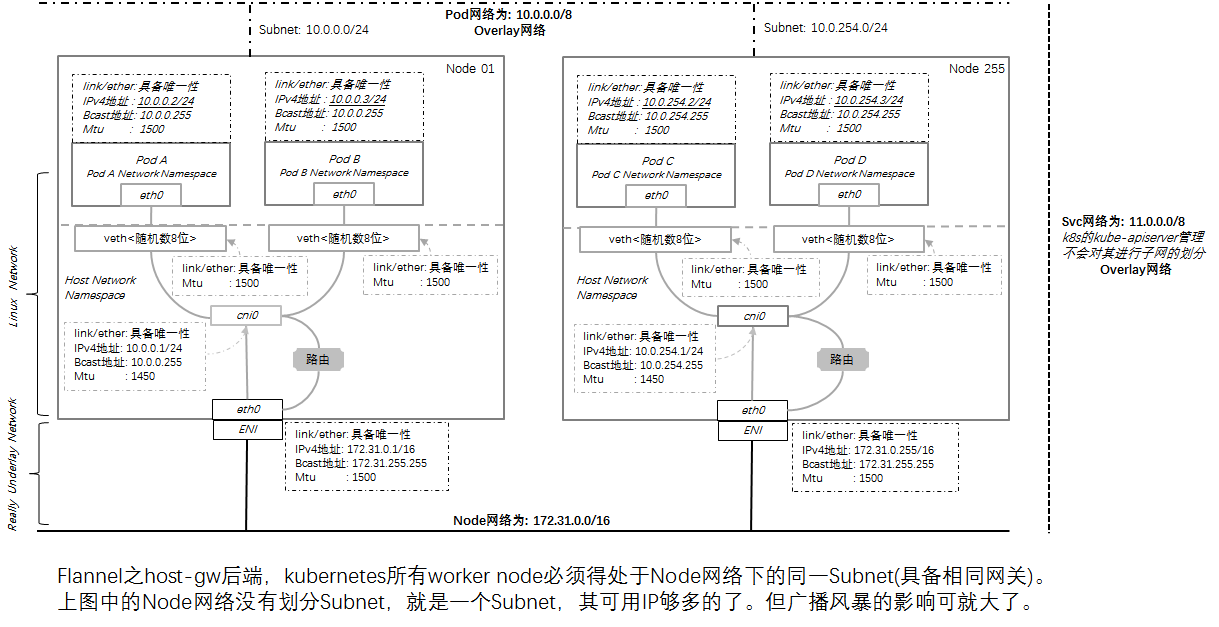 Pod网络为: 10.0.0.0/8
Overlay网络
Subnet: 10.0.0.0/24
Subnet: 10.0.254.0/24
Node 01
link/ether: 具备唯一性
IPv4地址 : 10.0.0.2/24
Bcast地址: 10.0.0.255
Mtu : 1500
link/ether: 具备唯一性
IPv4地址 : 10.0.0.3/24
Bcast地址: 10.0.0.255
Mtu : 1500
Pod A
Pod A Network Namespace
eth0
Pod B
Pod B Network Namespace
eth0
veth<随机数8位>
veth<随机数8位>
link/ether: 具备唯一性
Mtu : 1500
link/ether: 具备唯一性
Mtu : 1500
Host Network
Namespace
cni0
link/ether: 具备唯一性
IPv4地址: 10.0.0.1/24
Bcast地址: 10.0.0.255
Mtu : 1450
路由
eth0
ENI
link/ether: 具备唯一性
IPv4地址: 172.31.0.1/16
Bcast地址: 172.31.255.255
Mtu : 1500
Node 255
link/ether: 具备唯一性
IPv4地址 : 10.0.254.2/24
Bcast地址: 10.0.254.255
Mtu : 1500
link/ether: 具备唯一性
IPv4地址 : 10.0.254.3/24
Bcast地址: 10.0.254.255
Mtu : 1500
Pod C
Pod C Network Namespace
eth0
Pod D
Pod D Network Namespace
eth0
veth<随机数8位>
veth<随机数8位>
link/ether: 具备唯一性
Mtu : 1500
link/ether: 具备唯一性
Mtu : 1500
Host Network
Namespace
cni0
link/ether: 具备唯一性
IPv4地址: 10.0.254.1/24
Bcast地址: 10.0.254.255
Mtu : 1450
路由
eth0
ENI
link/ether: 具备唯一性
IPv4地址: 172.31.0.255/16
Bcast地址: 172.31.255.255
Mtu : 1500
Linux Network
Really Underlay Network
Svc网络为: 11.0.0.0/8
k8s的kube-apiserver管理
不会对其进行子网的划分
Overlay网络
Node网络为: 172.31.0.0/16
Flannel之host-gw后端，kubernetes所有worker node必须得处于Node网络下的同一Subnet(具备相同网关)。
上图中的Node网络没有划分Subnet，就是一个Subnet，其可用IP够多的了。但广播风暴的影响可就大了。